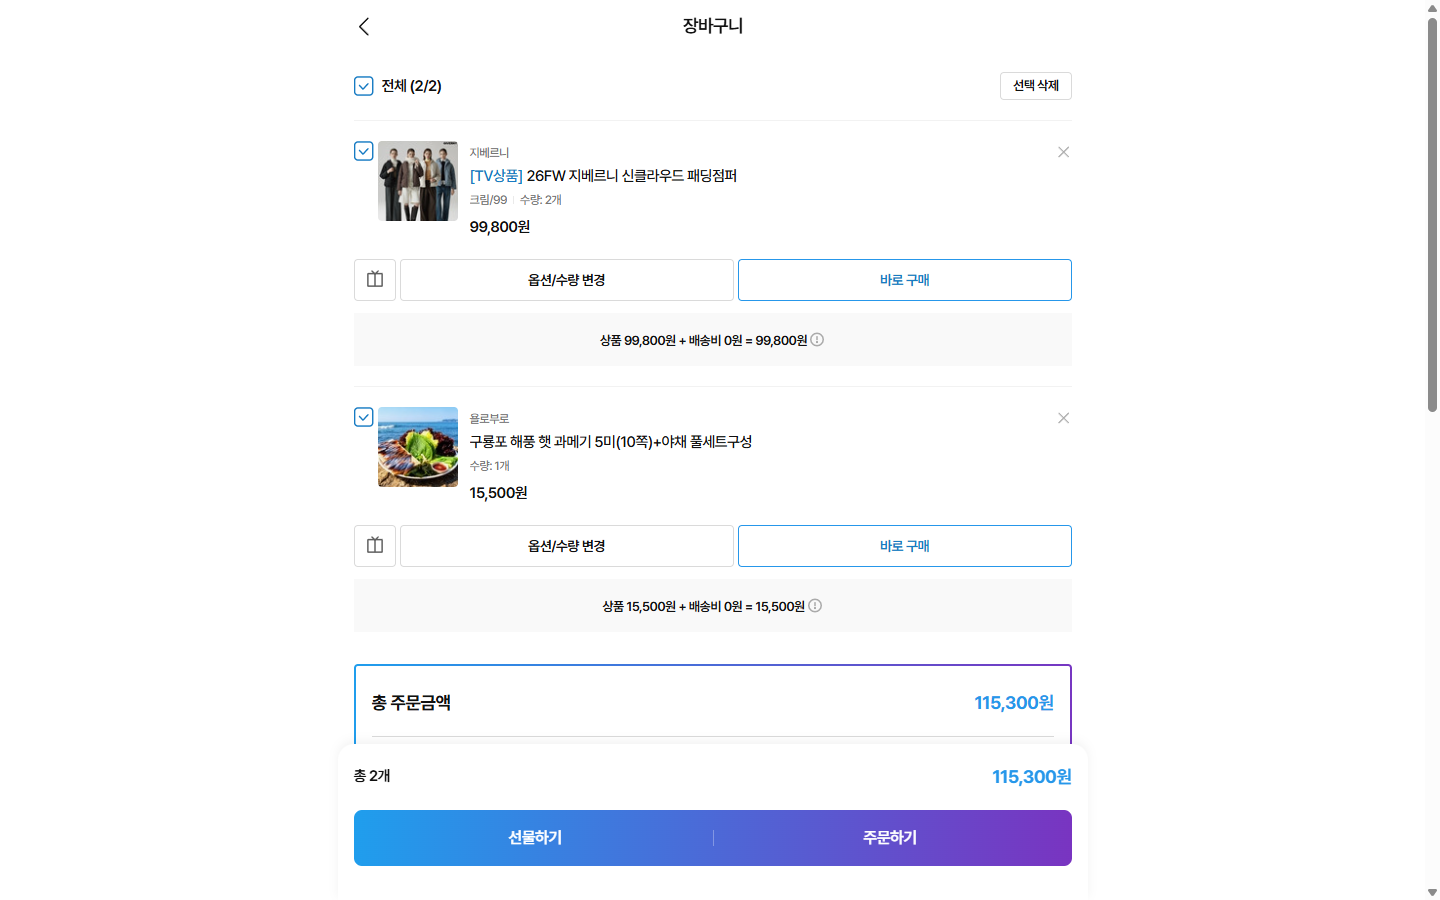 장바구니
전체 (2/2)
선택 삭제
지베르니
[TV상품] 26FW 지베르니 신클라우드 패딩점퍼
크림/99 수량: 2개
99,800원
옵션/수량 변경
바로 구매
상품 99,800원 + 배송비 0원 = 99,800원
욜로부로
구룡포 해풍 햇 과메기 5미(10쪽)+야채 풀세트구성
수량: 1개
15,500원
옵션/수량 변경
바로 구매
상품 15,500원 + 배송비 0원 = 15,500원
총 주문금액
115,300원
총 2개
115,300원
선물하기
주문하기